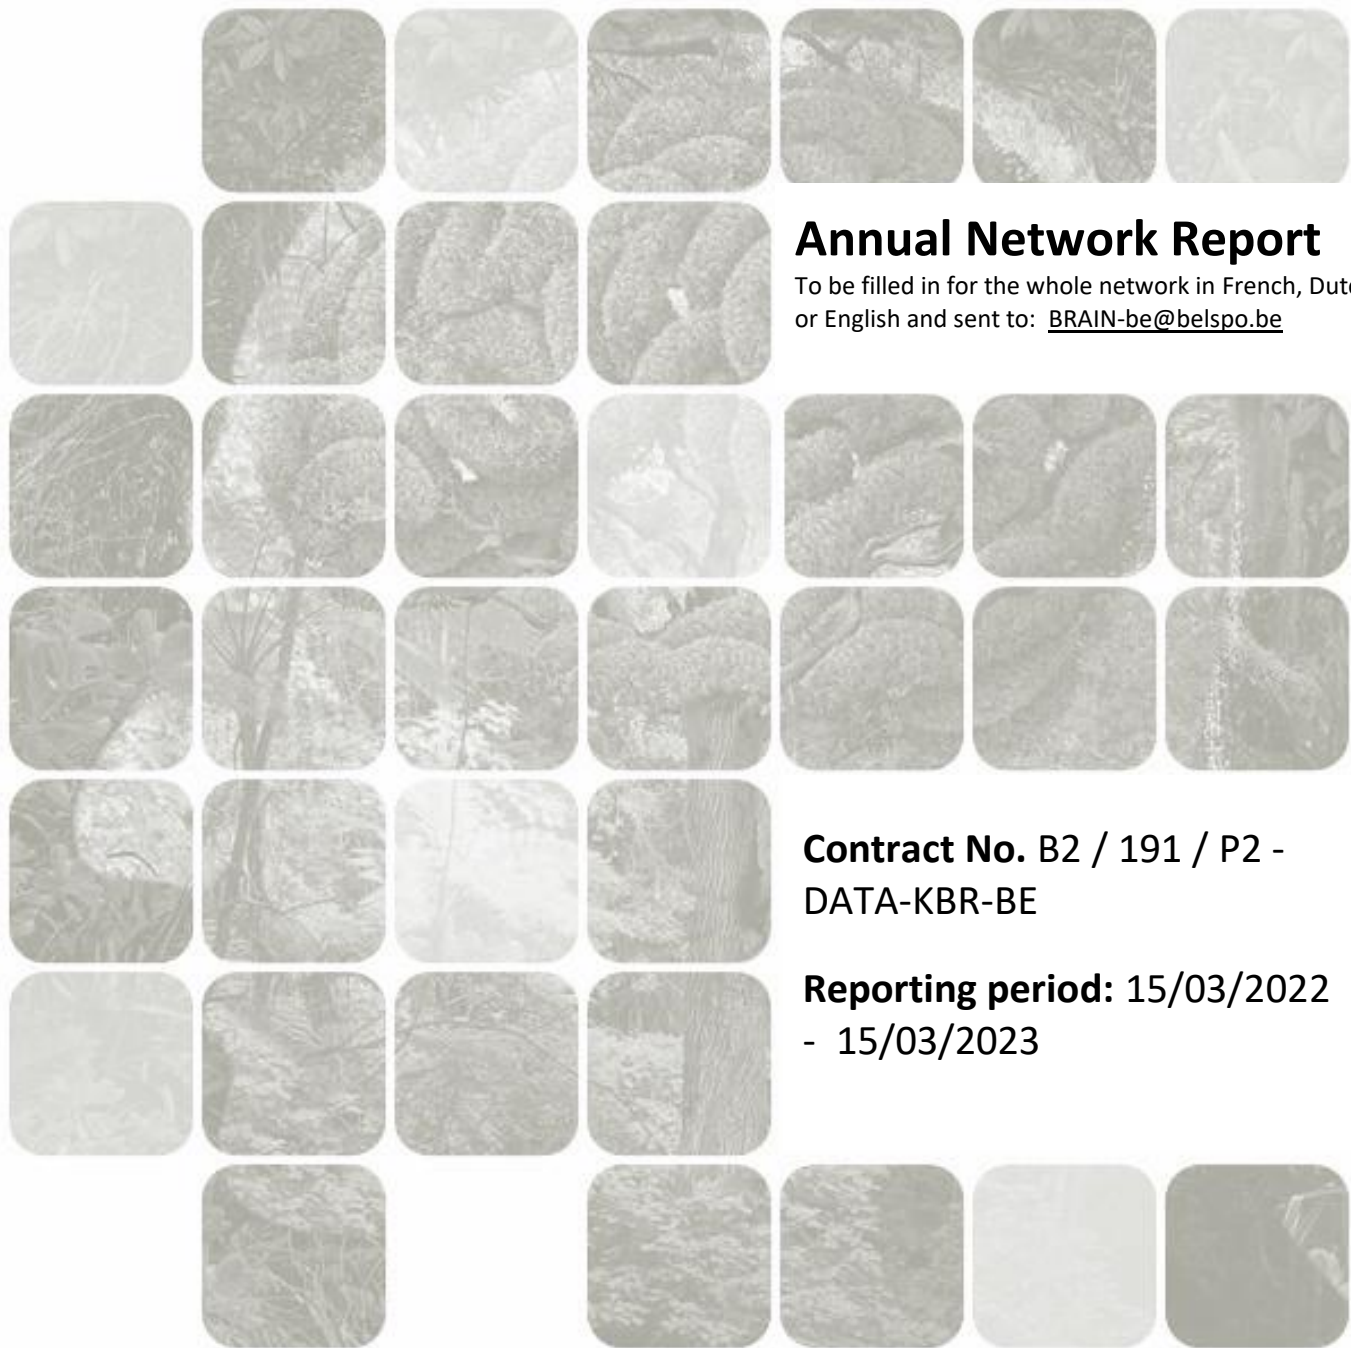 Annual Network Report
To be filled in for the whole network in French, Dutc
or English and sent to: BRAIN-be@belspo.be
Contract No. B2 / 191 / P2 -
DATA-KBR-BE
Reporting period: 15/03/2022
- 15/03/2023